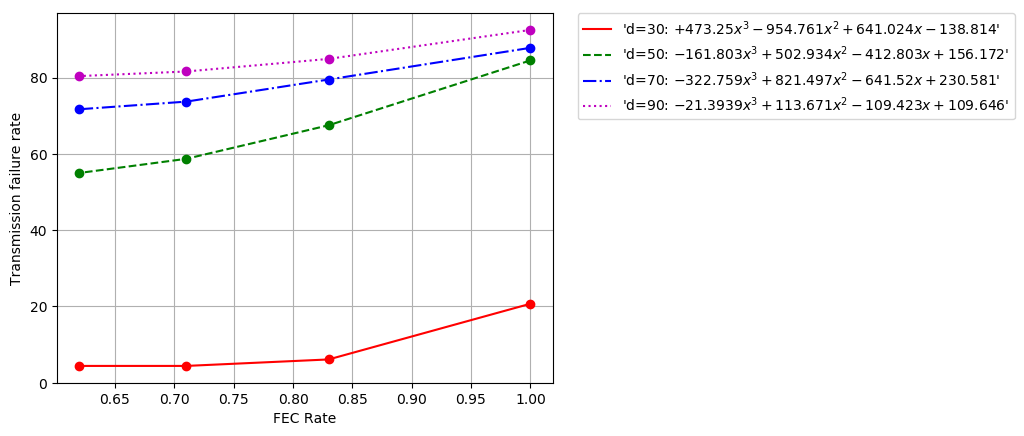 'd=30: +473.25x³ − 954.761x² + 641.024x − 138.814'
'd=50: −161.803x³ + 502.934x² − 412.803x + 156.172'
'd=70: −322.759x³ + 821.497x² − 641.52x + 230.581'
'd=90: −21.3939x³ + 113.671x² − 109.423x + 109.646'
Transmission failure rate
80
60
40
20
0
0.65 0.70 0.75 0.80 0.85 0.90 0.95 1.00
FEC Rate